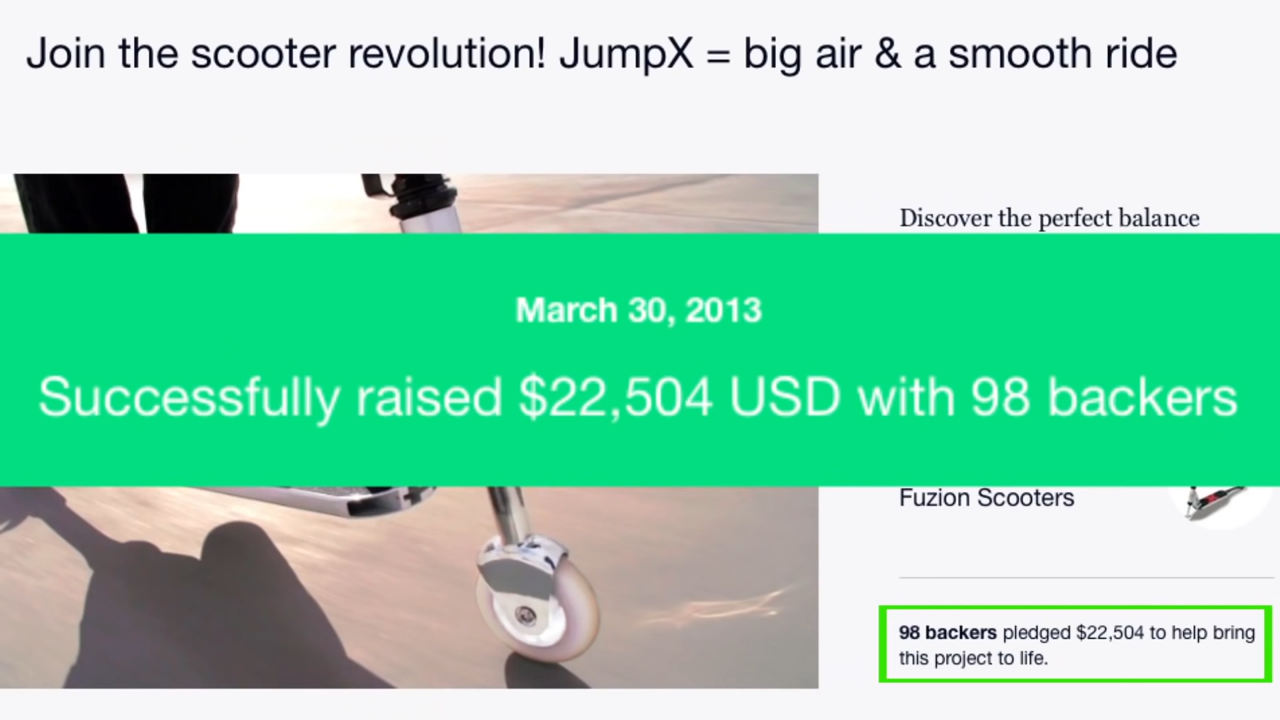 Join the scooter revolution! JumpX = big air & a smooth ride
Discover the perfect balance
March 30, 2013
Successfully raised $22,504 USD with 98 backers
Fuzion Scooters
98 backers pledged $22,504 to help bring
this project to life.